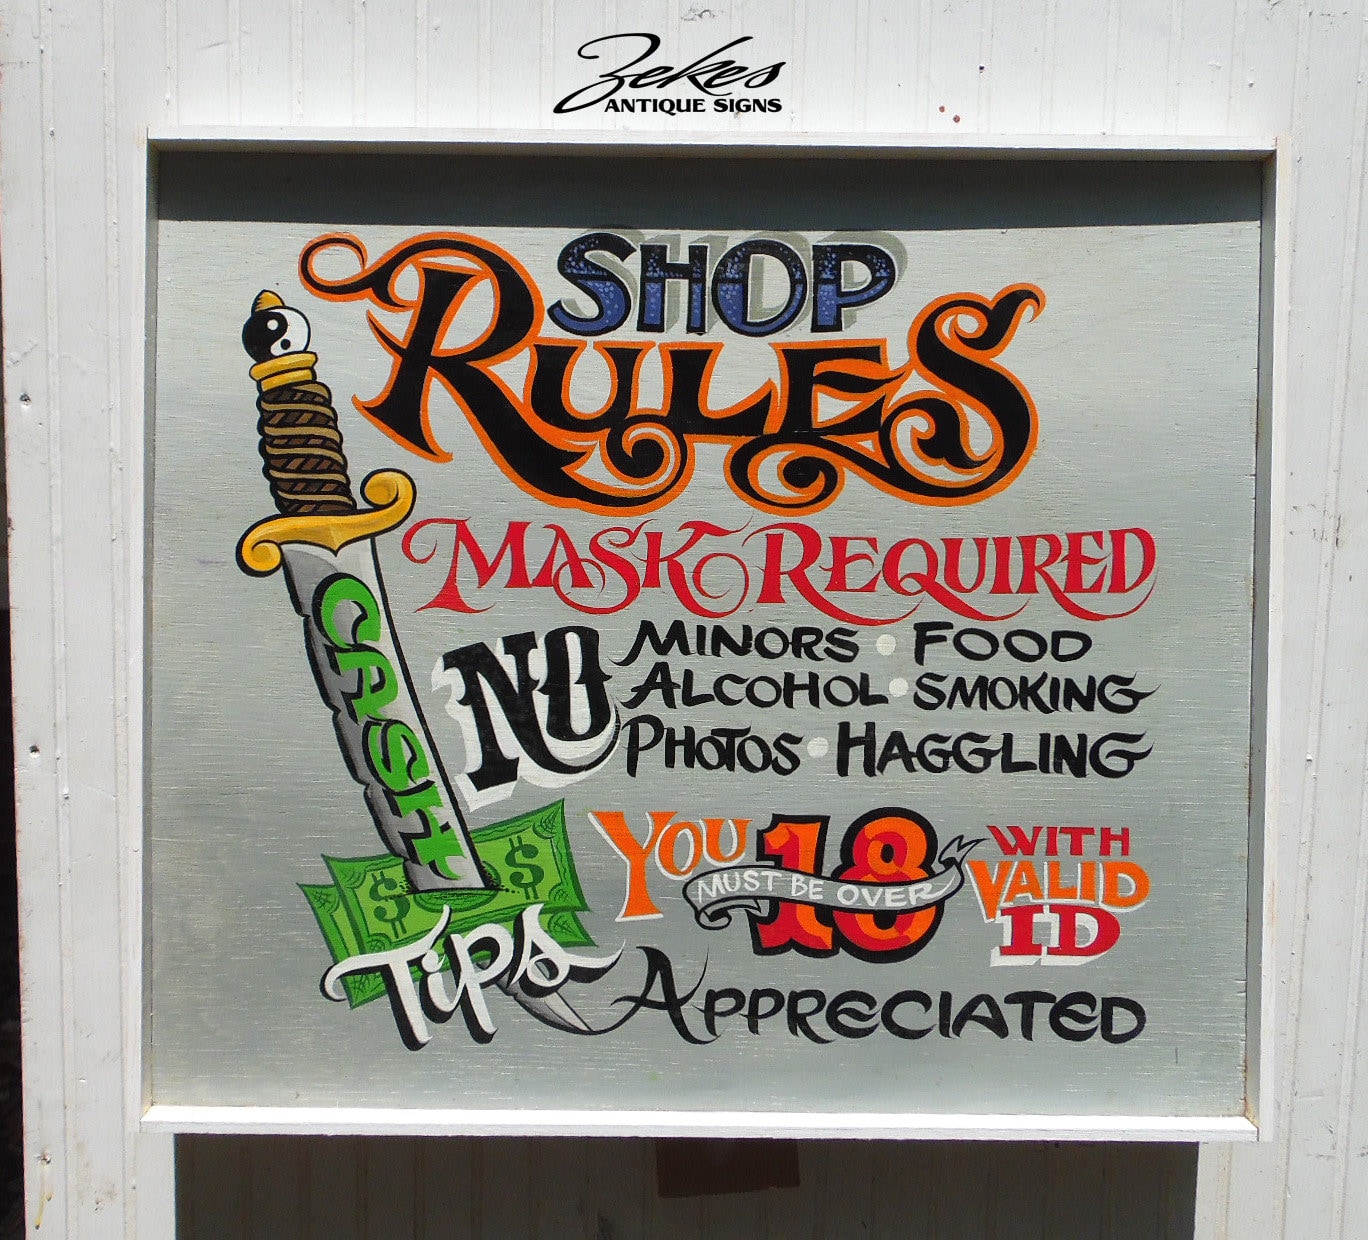 Zekes
ANTIQUE SIGNS
SHOP
RULES
MASK REQUIRED
NO
MINORS • FOOD
ALCOHOL • SMOKING
PHOTOS • HAGGLING
YOU
MUST BE OVER
18
WITH
VALID
ID
CASH
Tips
APPRECIATED
$ $